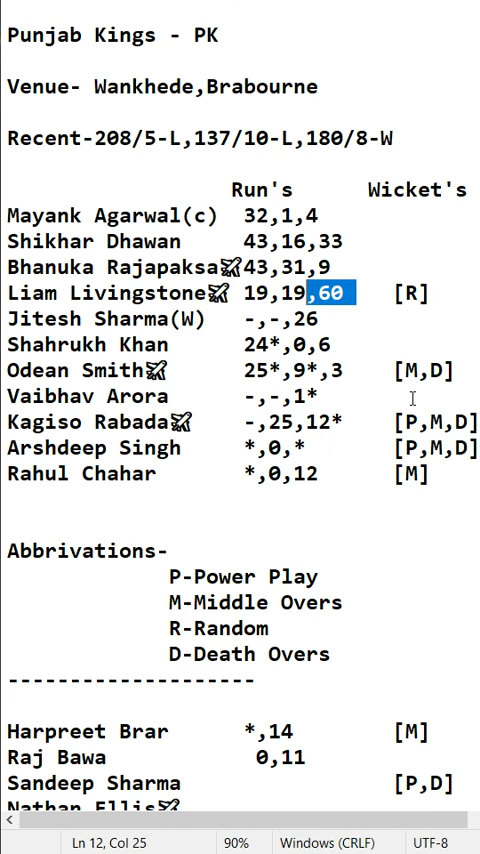 Punjab Kings - PK
Venue- Wankhede,Brabourne
Recent-208/5-L,137/10-L,180/8-W
Run's Wicket's
Mayank Agarwal(c) 32,1,4
Shikhar Dhawan 43,16,33
Bhanuka Rajapaksa✈43,31,9
Liam Livingstone✈ 19,19,60 [R]
Jitesh Sharma(W) -,-,26
Shahrukh Khan 24*,0,6
Odean Smith✈ 25*,9*,3 [M,D]
Vaibhav Arora -,-,1*
Kagiso Rabada✈ -,25,12* [P,M,D]
Arshdeep Singh *,0,* [P,M,D]
Rahul Chahar *,0,12 [M]
Abbrivations-
P-Power Play
M-Middle Overs
R-Random
D-Death Overs
--------------------
Harpreet Brar *,14 [M]
Raj Bawa 0,11
Sandeep Sharma [P,D]
Nathan Ellis✈
Ln 12, Col 25 90% Windows (CRLF) UTF-8